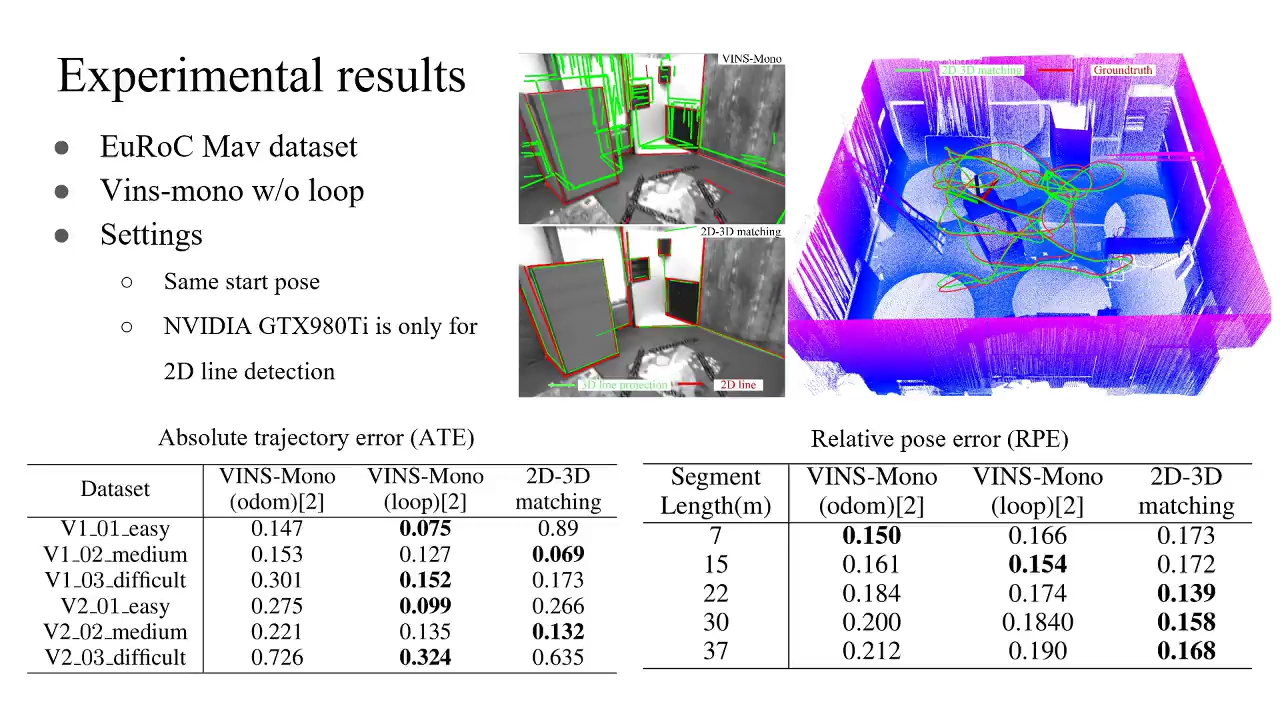 Experimental results
● EuRoC Mav dataset
● Vins-mono w/o loop
● Settings
○ Same start pose
○ NVIDIA GTX980Ti is only for
2D line detection
VINS-Mono
2D-3D matching
3D line projection
2D line
2D-3D matching
Groundtruth
Absolute trajectory error (ATE)
Dataset VINS-Mono (odom)[2] VINS-Mono (loop)[2] 2D-3D matching
V1_01_easy 0.147 0.075 0.89
V1_02_medium 0.153 0.127 0.069
V1_03_difficult 0.301 0.152 0.173
V2_01_easy 0.275 0.099 0.266
V2_02_medium 0.221 0.135 0.132
V2_03_difficult 0.726 0.324 0.635
Relative pose error (RPE)
Segment Length(m) VINS-Mono (odom)[2] VINS-Mono (loop)[2] 2D-3D matching
7 0.150 0.166 0.173
15 0.161 0.154 0.172
22 0.184 0.174 0.139
30 0.200 0.1840 0.158
37 0.212 0.190 0.168